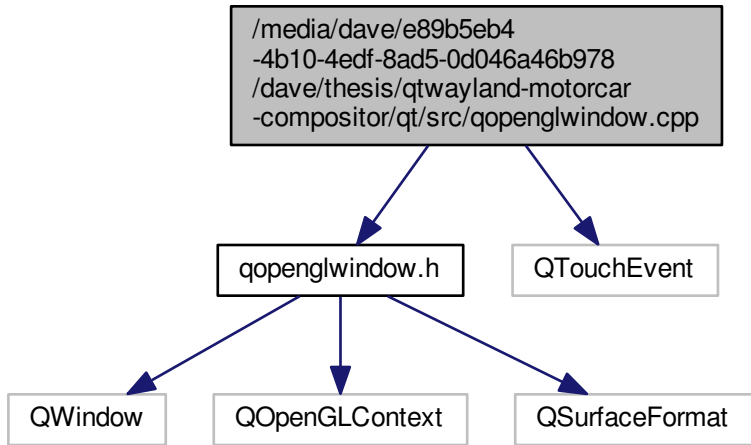 /media/dave/e89b5eb4
-4b10-4edf-8ad5-0d046a46b978
/dave/thesis/qtwayland-motorcar
-compositor/qt/src/qopenglwindow.cpp
qopenglwindow.h
QTouchEvent
QWindow
QOpenGLContext
QSurfaceFormat